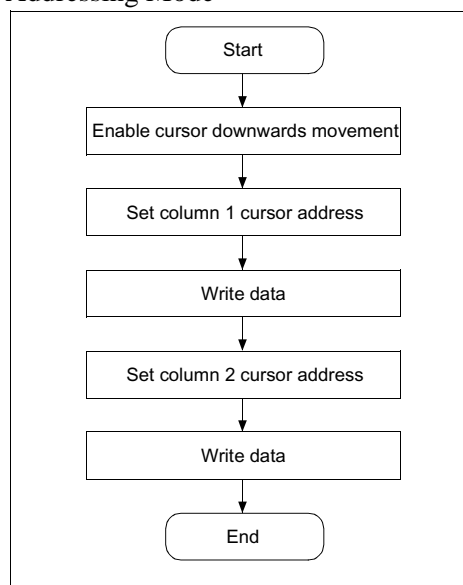 Addressing Mode
Start
Enable cursor downwards movement
Set column 1 cursor address
Write data
Set column 2 cursor address
Write data
End